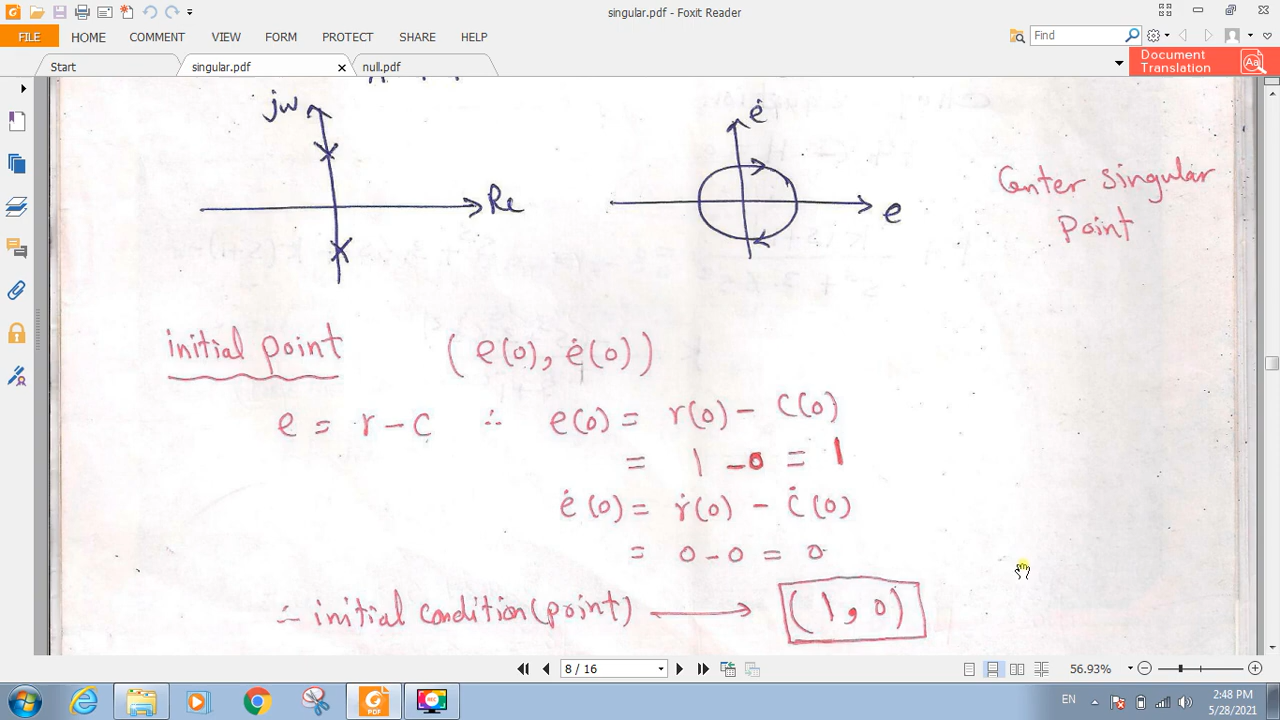 singular.pdf - Foxit Reader
FILE HOME COMMENT VIEW FORM PROTECT SHARE HELP
Find
Document Translation
Start singular.pdf null.pdf
jw
ė
Re
e
Center singular
point
initial point (e(0), ė(0))
e = r - c ∴ e(0) = r(0) - c(0)
= 1 - 0 = 1
ė(0) = ṙ(0) - ċ(0)
= 0 - 0 = 0
∴ initial condition (point) → (1, 0)
8 / 16
56.93%
EN
2:48 PM
5/28/2021